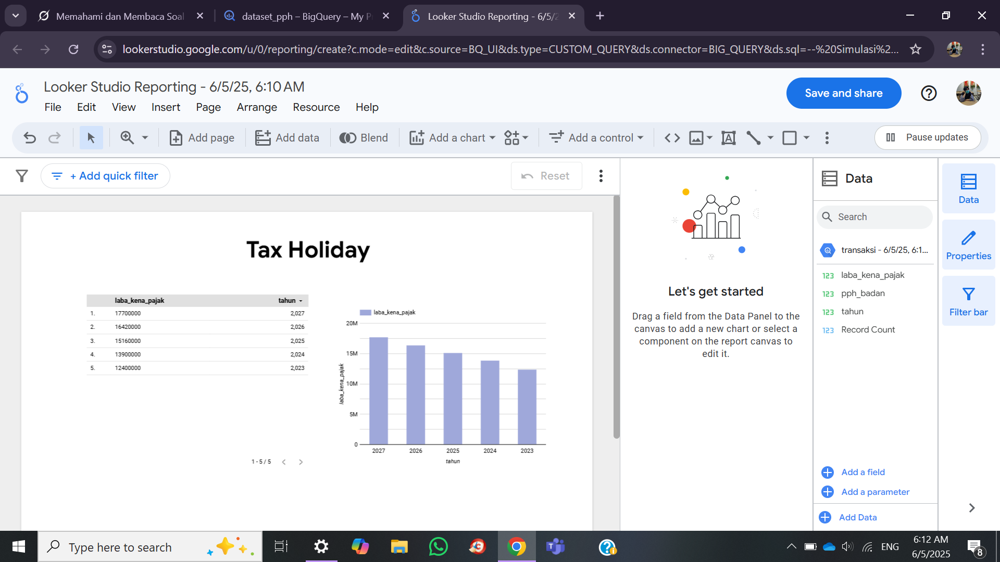 Memahami dan Membaca Soal
dataset_pph – BigQuery – My P
Looker Studio Reporting - 6/5/2
lookerstudio.google.com/u/0/reporting/create?c.mode=edit&c.source=BQ_UI&ds.type=CUSTOM_QUERY&ds.connector=BIG_QUERY&ds.sql=--%20Simulasi%2...
Looker Studio Reporting - 6/5/25, 6:10 AM
File Edit View Insert Page Arrange Resource Help
Save and share
Add page Add data Blend Add a chart Add a control Pause updates
+ Add quick filter
Reset
Tax Holiday
laba_kena_pajak tahun
1. 17700000 2,027
2. 16420000 2,026
3. 15160000 2,025
4. 13900000 2,024
5. 12400000 2,023
1 - 5 / 5
laba_kena_pajak
20M
15M
10M
5M
0
laba_kena_pajak
2027 2026 2025 2024 2023
tahun
Let's get started
Drag a field from the Data Panel to the
canvas to add a new chart or select a
component on the report canvas to
edit it.
Data
Search
transaksi - 6/5/25, 6:1...
123 laba_kena_pajak
123 pph_badan
123 tahun
123 Record Count
Add a field
Add a parameter
Add Data
Data
Properties
Filter bar
Type here to search
ENG
6:12 AM
6/5/2025
8